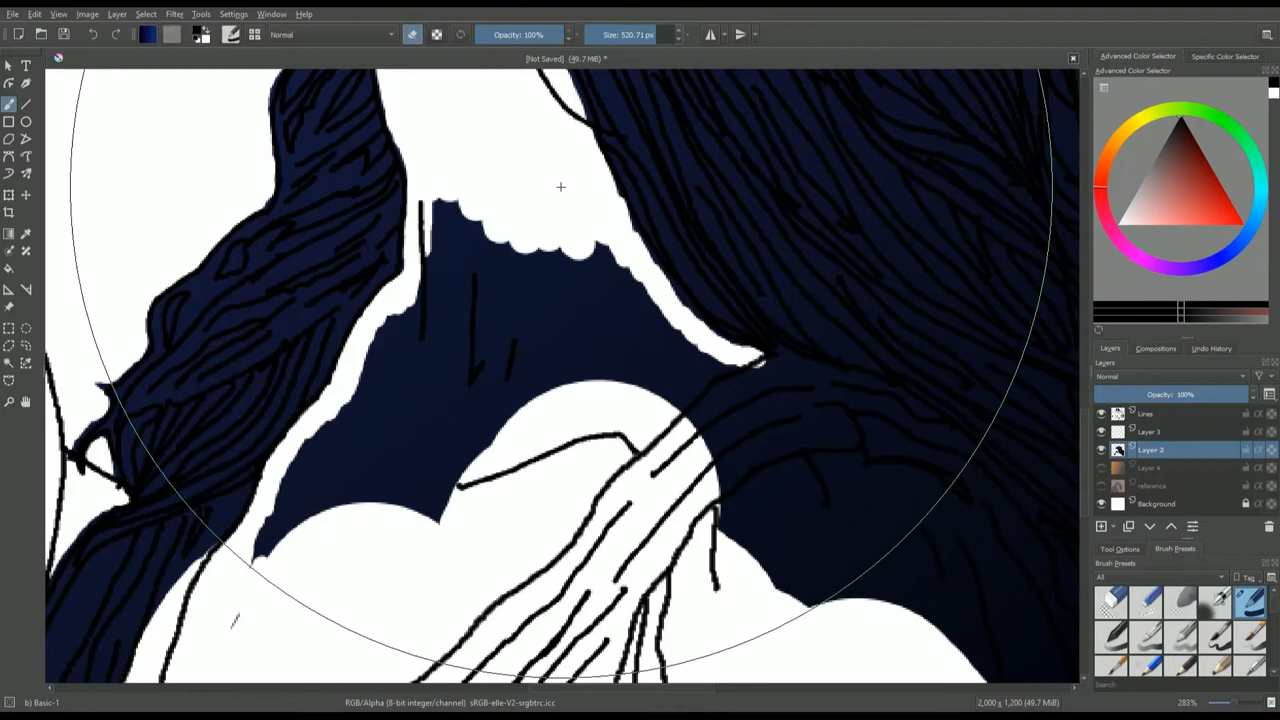 File Edit View Image Layer Select Filter Tools Settings Window Help
Normal Opacity: 100% Size: 520.71 px
[Not Saved] (49.7 MiB) *
Advanced Color Selector Specific Color Selector
Advanced Color Selector
Layers Compositions Undo History
Layers
Normal
Opacity: 100%
Lines
Layer 3
Layer 2
Layer 4
reference
Background
Tool Options Brush Presets
Brush Presets
All Tag
Search
b) Basic-1 RGB/Alpha (8-bit integer/channel) sRGB-elle-V2-srgbtrc.icc 2,000 x 1,200 (49.7 MiB) 283%